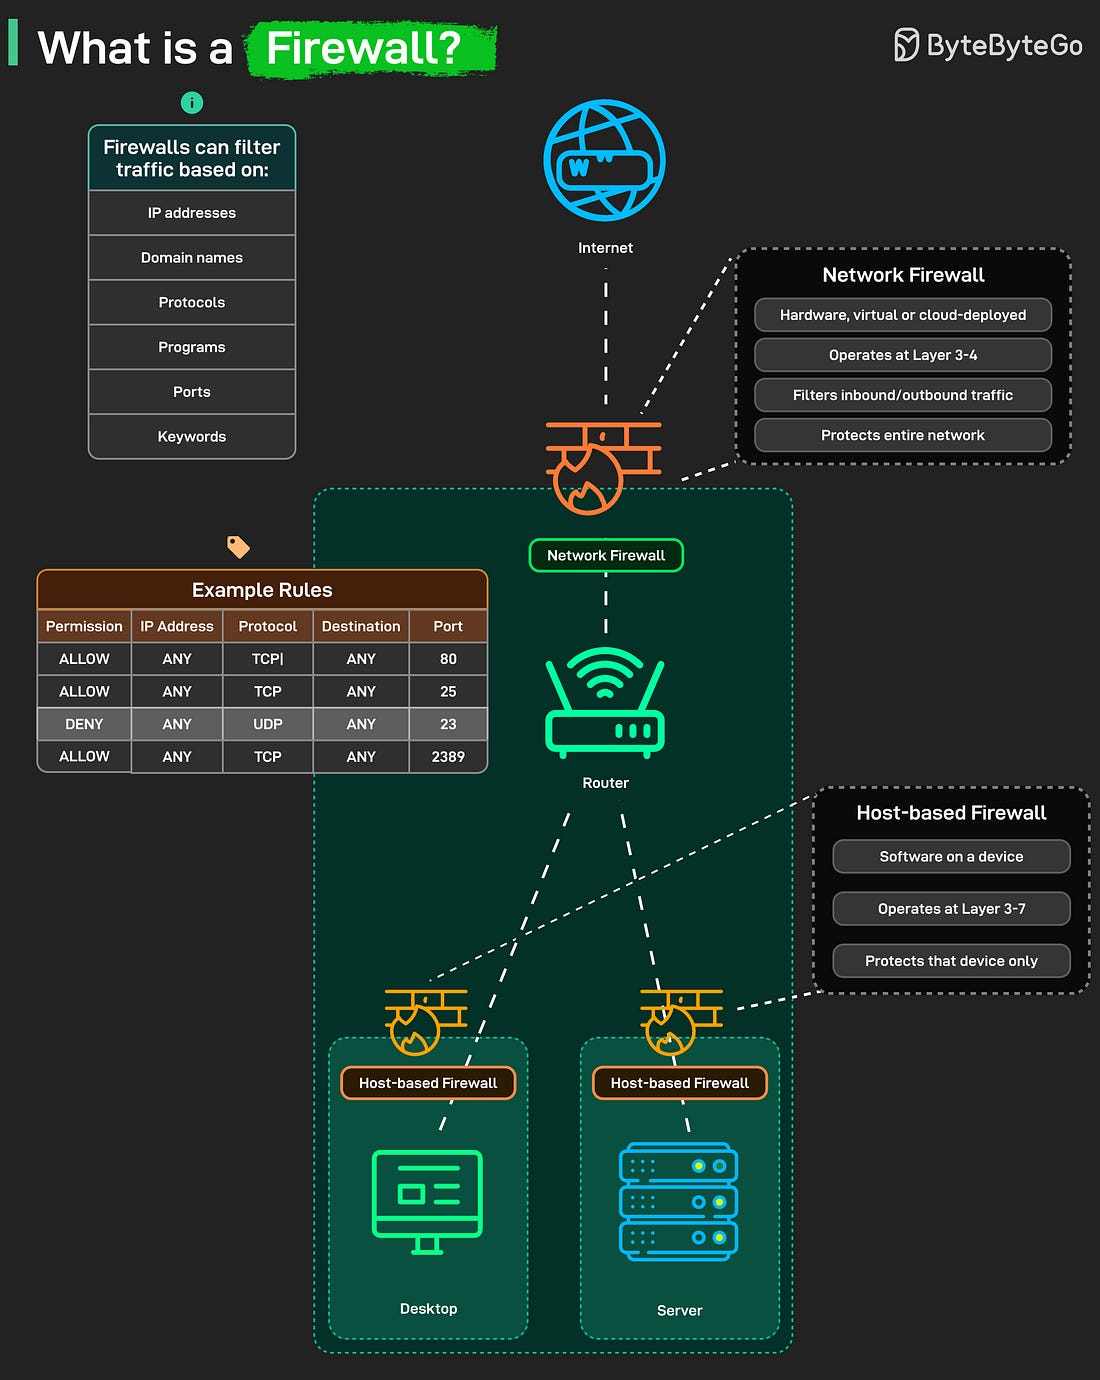 What is a Firewall?
ByteByteGo
i
Firewalls can filter
traffic based on:
IP addresses
Domain names
Protocols
Programs
Ports
Keywords
W W
Internet
Network Firewall
Hardware, virtual or cloud-deployed
Operates at Layer 3-4
Filters inbound/outbound traffic
Protects entire network
Network Firewall
Example Rules
Permission IP Address Protocol Destination Port
ALLOW ANY TCP| ANY 80
ALLOW ANY TCP ANY 25
DENY ANY UDP ANY 23
ALLOW ANY TCP ANY 2389
Router
Host-based Firewall
Software on a device
Operates at Layer 3-7
Protects that device only
Host-based Firewall
Host-based Firewall
Desktop
Server